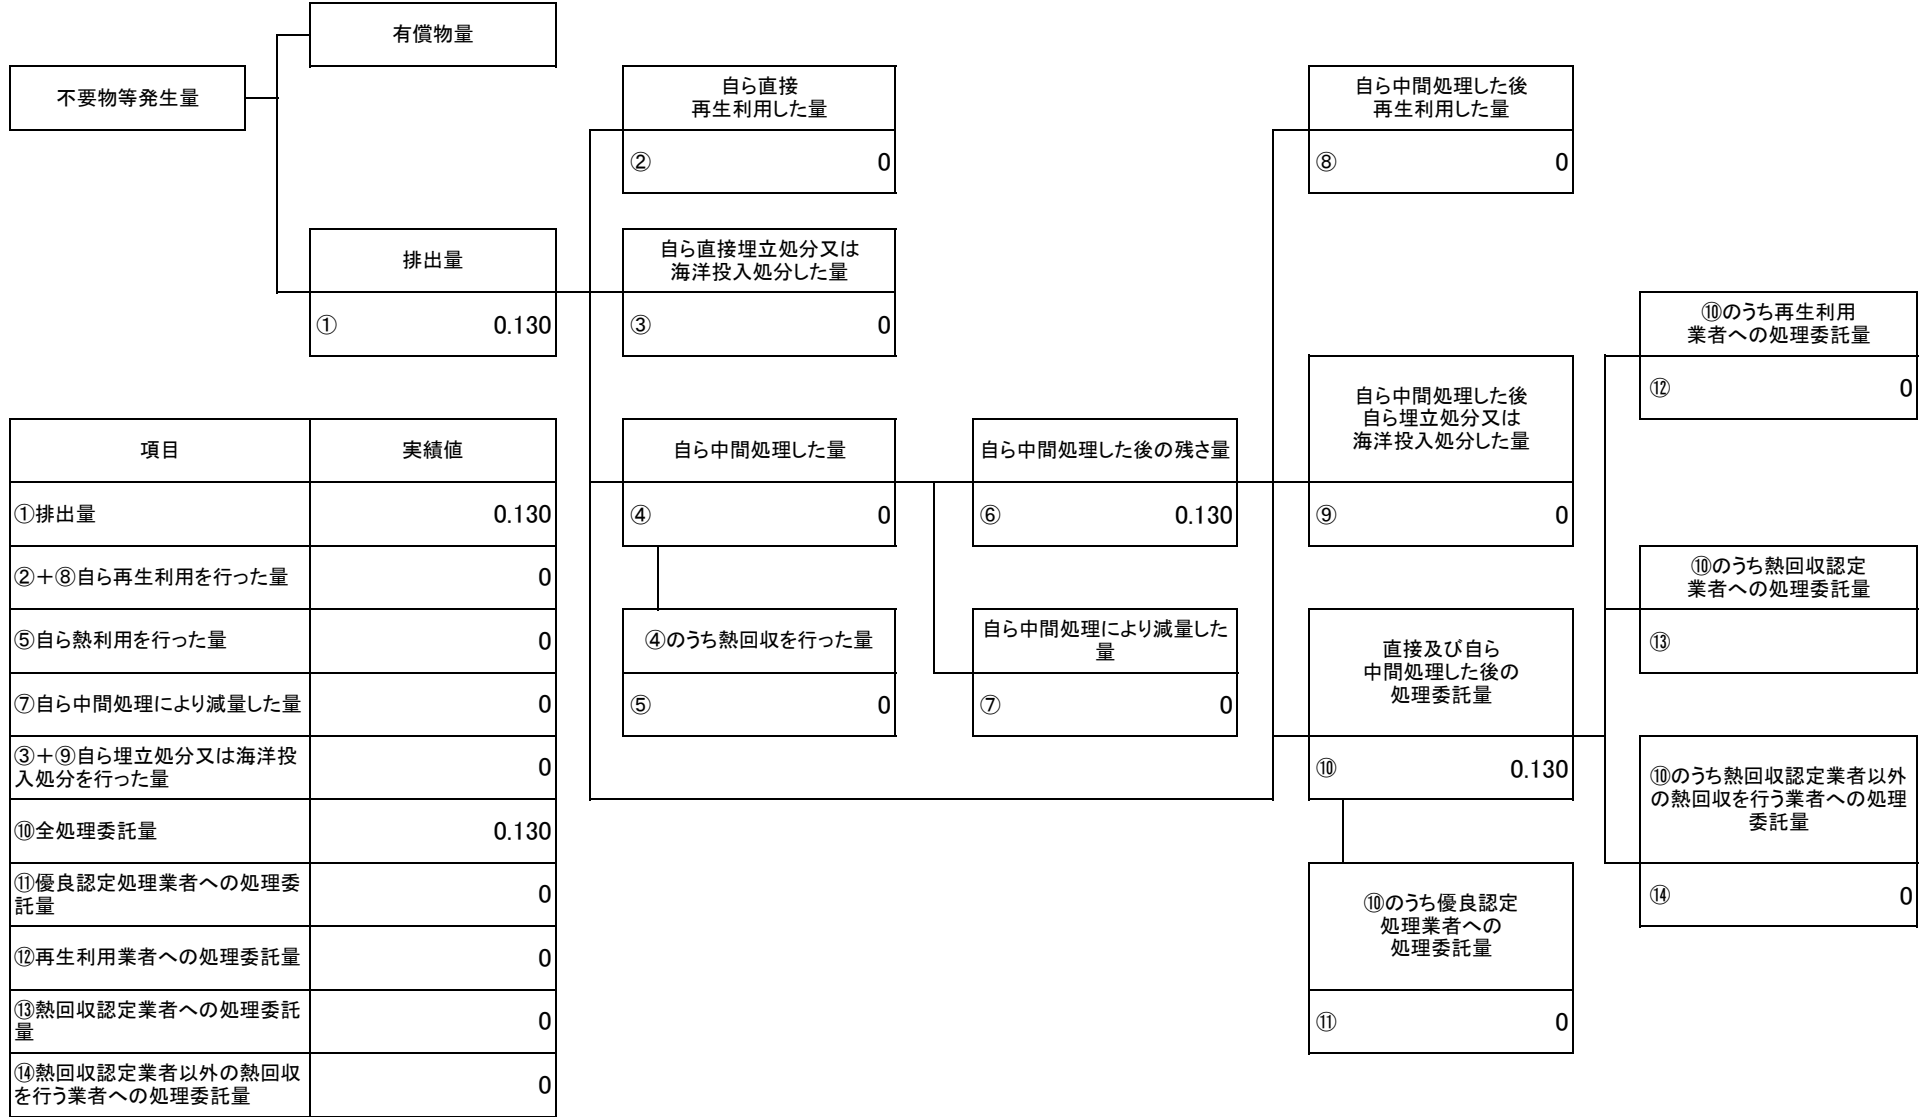 有償物量
不要物等発生量
自ら直接
再生利用した量
② 0
自ら中間処理した後
再生利用した量
⑧ 0
排出量
① 0.130
自ら直接埋立処分又は
海洋投入処分した量
③ 0
⑩のうち再生利用
業者への処理委託量
⑫ 0
自ら中間処理した後
自ら埋立処分又は
海洋投入処分した量
⑨ 0
自ら中間処理した量
④ 0
自ら中間処理した後の残さ量
⑥ 0.130
④のうち熱回収を行った量
⑤ 0
自ら中間処理により減量した
量
⑦ 0
直接及び自ら
中間処理した後の
処理委託量
⑩ 0.130
⑩のうち熱回収認定
業者への処理委託量
⑬
⑩のうち熱回収認定業者以外
の熱回収を行う業者への処理
委託量
⑭ 0
⑩のうち優良認定
処理業者への
処理委託量
⑪ 0
項目 実績値
①排出量 0.130
②＋⑧自ら再生利用を行った量 0
⑤自ら熱利用を行った量 0
⑦自ら中間処理により減量した量 0
③＋⑨自ら埋立処分又は海洋投
入処分を行った量 0
⑩全処理委託量 0.130
⑪優良認定処理業者への処理委
託量 0
⑫再生利用業者への処理委託量 0
⑬熱回収認定業者への処理委託
量 0
⑭熱回収認定業者以外の熱回収
を行う業者への処理委託量 0